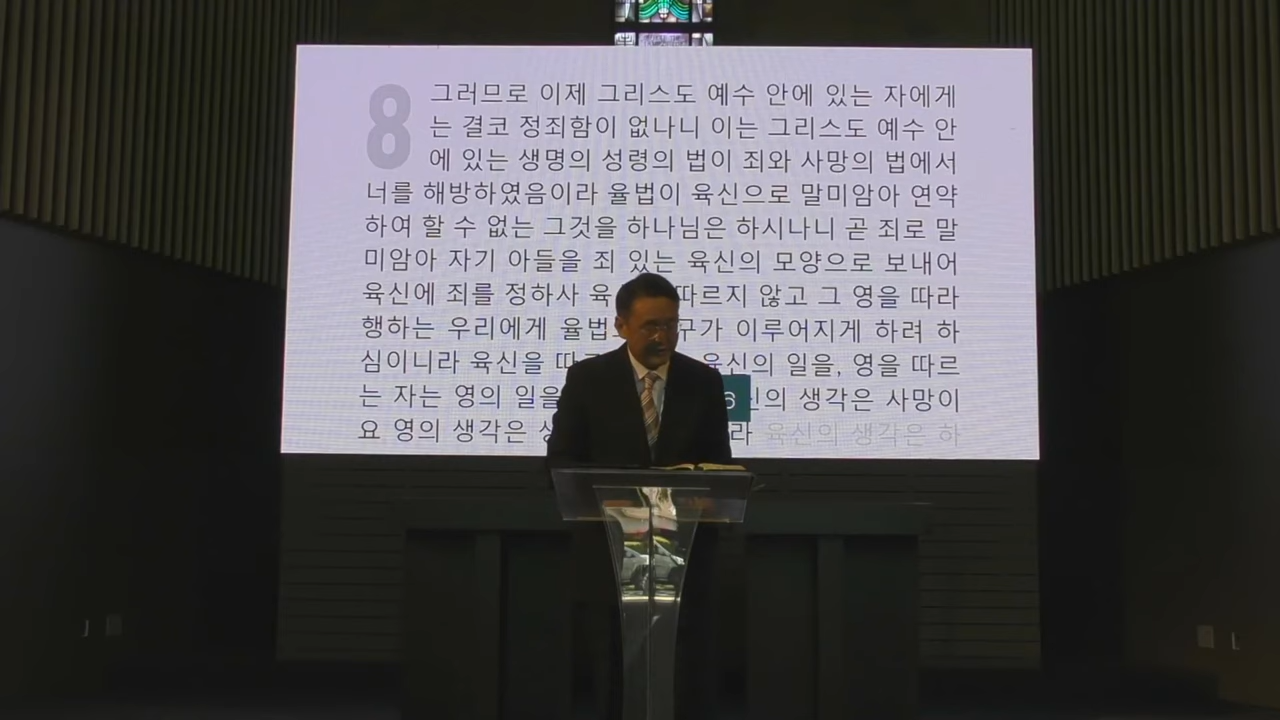 8
그러므로 이제 그리스도 예수 안에 있는 자에게
는 결코 정죄함이 없나니 이는 그리스도 예수 안
에 있는 생명의 성령의 법이 죄와 사망의 법에서
너를 해방하였음이라 율법이 육신으로 말미암아 연약
하여 할 수 없는 그것을 하나님은 하시나니 곧 죄로 말
미암아 자기 아들을 죄 있는 육신의 모양으로 보내어
육신에 죄를 정하사 따르지 않고 그 영을 따라
행하는 우리에게 이루어지게 하려 하
심이니라 육신을 육신의 일을, 영을 따르
는 자는 영의 일을 6 생각은 사망이
요 영의 생각은 라 육신의 생각은 하